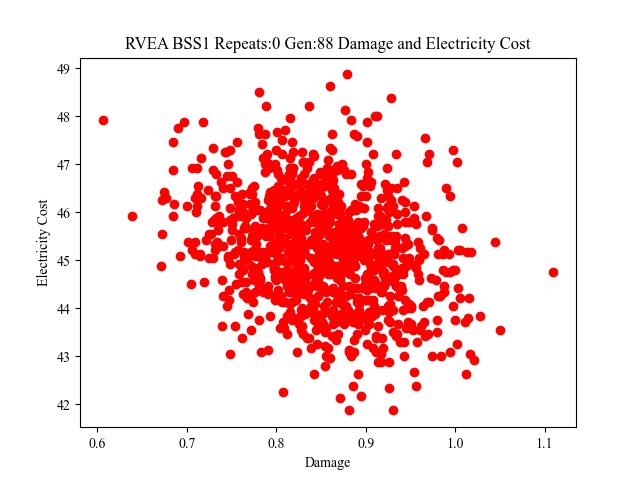 RVEA BSS1 Repeats:0 Gen:88 Damage and Electricity Cost
49
48
47
46
45
44
43
42
Electricity Cost
0.6 0.7 0.8 0.9 1.0 1.1
Damage